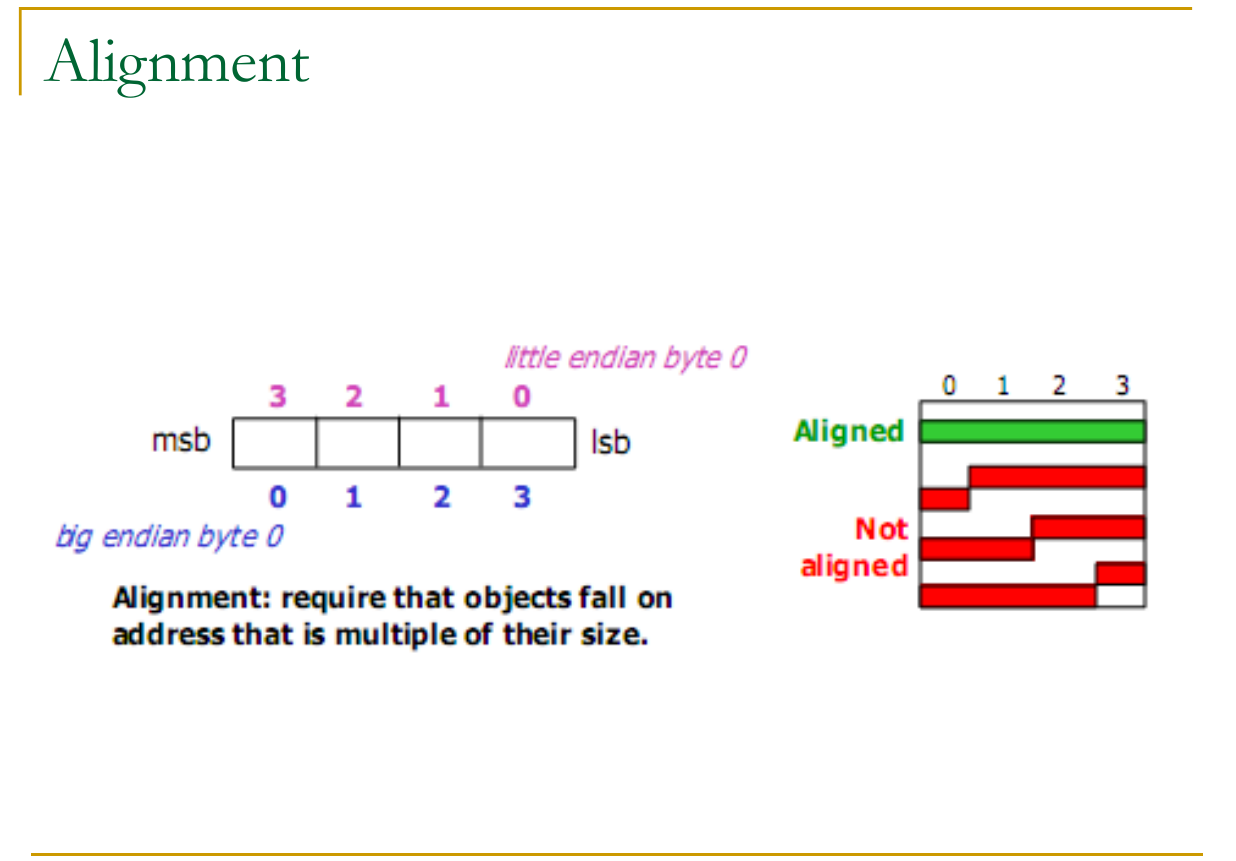 Alignment
little endian byte 0
3 2 1 0
msb lsb
0 1 2 3
big endian byte 0
Alignment: require that objects fall on
address that is multiple of their size.
0 1 2 3
Aligned
Not
aligned